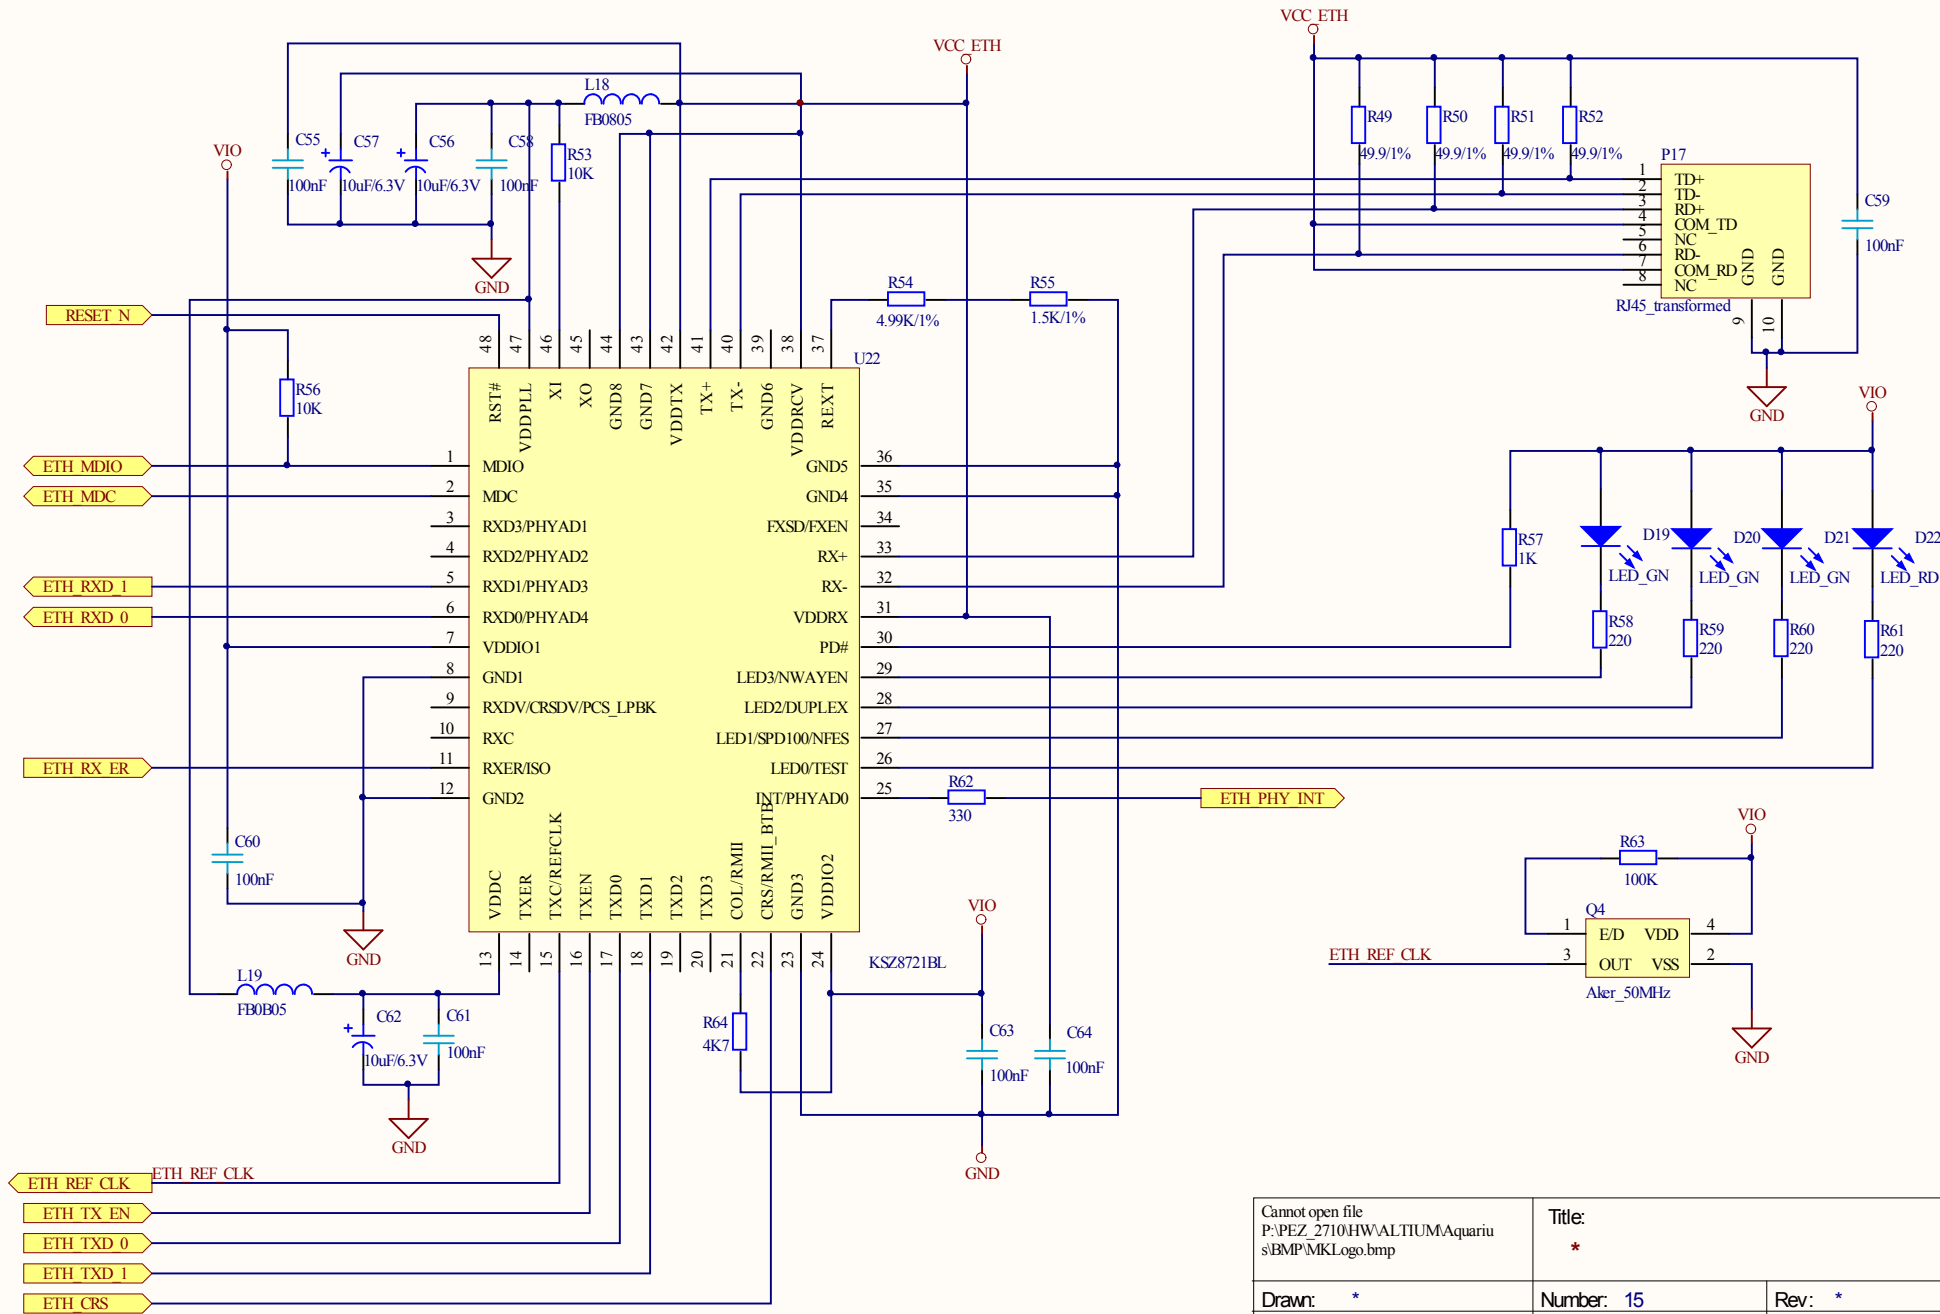 VCC_ETH
VCC_ETH
L18
FB0805
C55
100nF
C57
10uF/6.3V
C56
10uF/6.3V
C58
100nF
R53
10K
VIO
GND
R49
49.9/1%
R50
49.9/1%
R51
49.9/1%
R52
49.9/1%
P17
1 TD+
2 TD-
3 RD+
4 COM_TD
5 NC
6 RD-
7 COM_RD
8 NC
GND
GND
9
10
RJ45_transformed
C59
100nF
GND
R54
4.99K/1%
R55
1.5K/1%
RESET_N
R56
10K
U22
48 RST#
47 VDDPLL
46 XI
45 XO
44 GND8
43 GND7
42 VDDTX
41 TX+
40 TX-
39 GND6
38 VDDRCV
37 REXT
ETH_MDIO
ETH_MDC
ETH_RXD_1
ETH_RXD_0
ETH_RX_ER
1 MDIO
2 MDC
3 RXD3/PHYAD1
4 RXD2/PHYAD2
5 RXD1/PHYAD3
6 RXD0/PHYAD4
7 VDDIO1
8 GND1
9 RXDV/CRSDV/PCS_LPBK
10 RXC
11 RXER/ISO
12 GND2
GND5 36
GND4 35
FXSD/FXEN 34
RX+ 33
RX- 32
VDDRX 31
PD# 30
LED3/NWAYEN 29
LED2/DUPLEX 28
LED1/SPD100/NFES 27
LED0/TEST 26
INT/PHYAD0 25
VDDC 13
TXER 14
TXC/REFCLK 15
TXEN 16
TXD0 17
TXD1 18
TXD2 19
TXD3 20
COL/RMII 21
CRS/RMII_BTB 22
GND3 23
VDDIO2 24
KSZ8721BL
VIO
R57
1K
D19
LED_GN
D20
LED_GN
D21
LED_GN
D22
LED_RD
R58
220
R59
220
R60
220
R61
220
R62
330
ETH_PHY_INT
C60
100nF
GND
L19
FB0B05
C62
10uF/6.3V
C61
100nF
GND
R64
4K7
VIO
C63
100nF
C64
100nF
GND
VIO
R63
100K
Q4
1 E/D VDD 4
3 OUT VSS 2
Aker_50MHz
ETH_REF_CLK
GND
ETH_REF_CLK
ETH_REF_CLK
ETH_TX_EN
ETH_TXD_0
ETH_TXD_1
ETH_CRS
Cannot open file
P:\PEZ_2710\HW\ALTIUM\Aquariu
s\BMP\MKLogo.bmp
Title:
*
Drawn: *
Number: 15
Rev: *